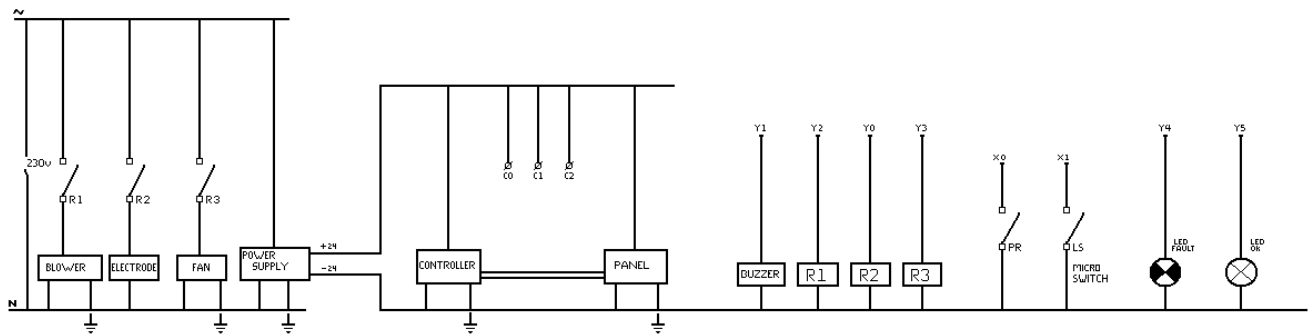 ~
230v
R1
R2
R3
BLOWER
ELECTRODE
FAN
POWER
SUPPLY
+24
-24
N
C0
C1
C2
CONTROLLER
PANEL
Y1
Y2
Y0
Y3
BUZZER
R1
R2
R3
X0
X1
PR
LS
MICRO
SWITCH
Y4
Y5
LED
FAULT
LED
OK